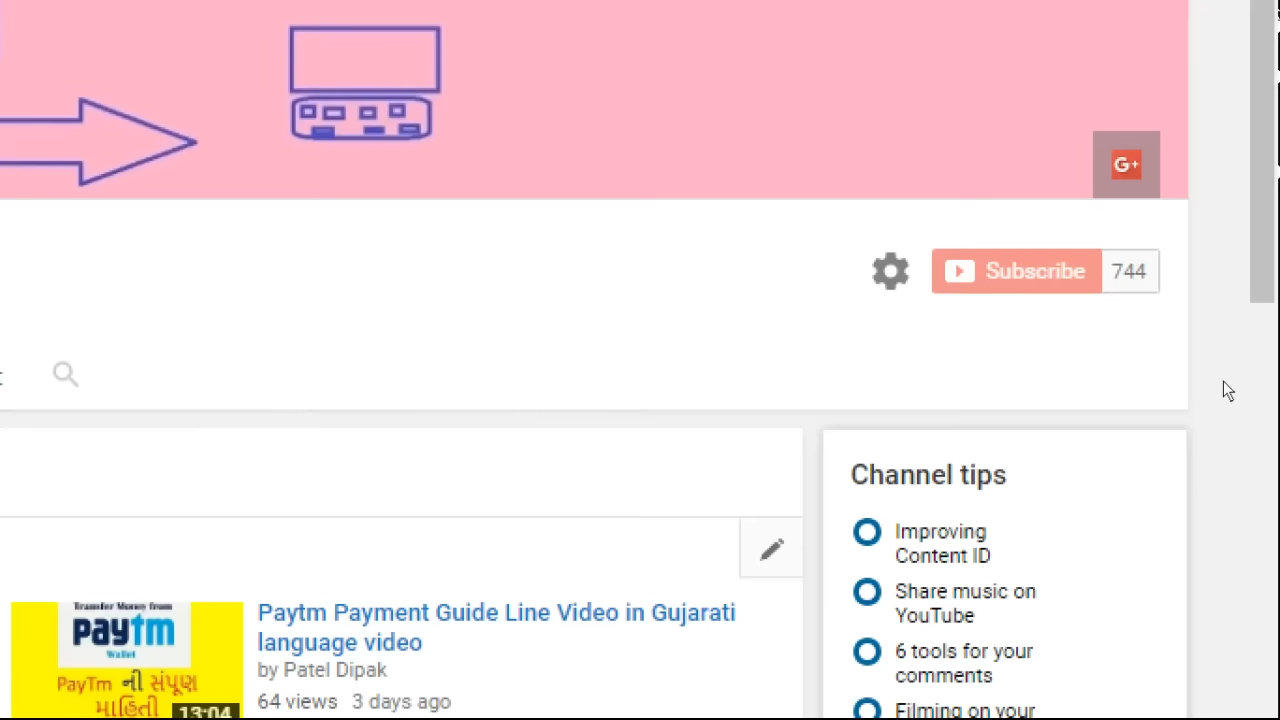 G+
Subscribe 744
Channel tips
Improving
Content ID
Share music on
YouTube
6 tools for your
comments
Filming on your
Transfer Money from
paytm
Wallet
PayTm ની સંપૂણ
માહિતી
13:04
Paytm Payment Guide Line Video in Gujarati
language video
by Patel Dipak
64 views 3 days ago